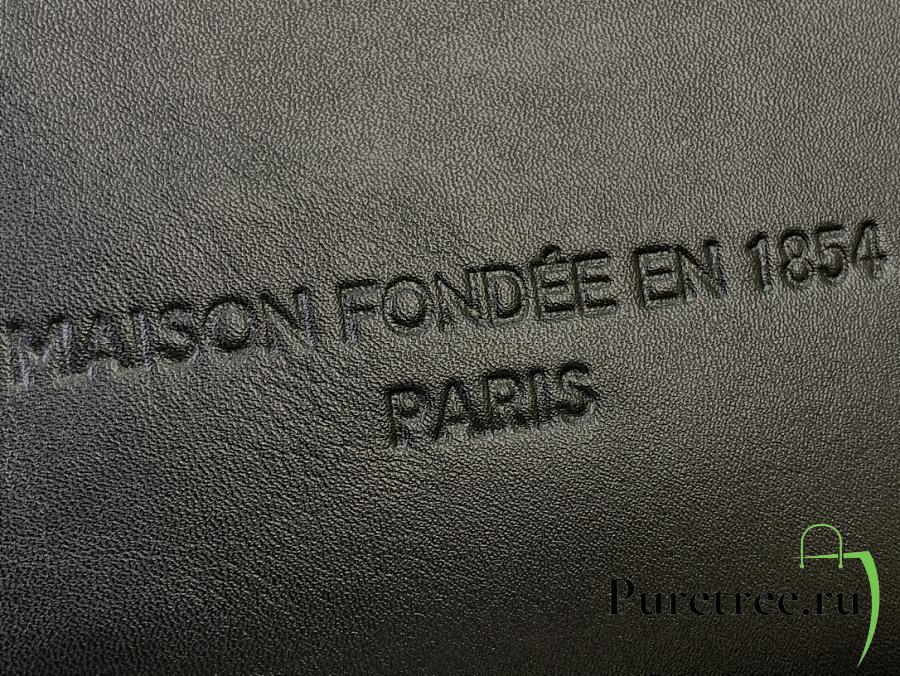 MAISON FONDÉE EN 1854
PARIS
Puretree.ru